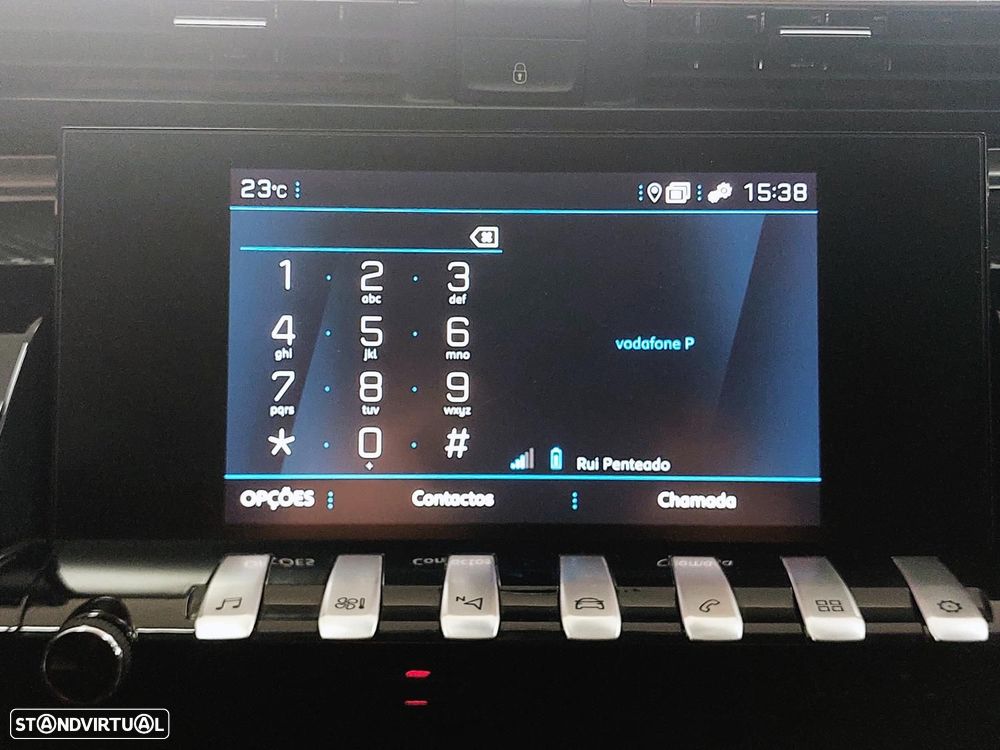 23°C 15:38
1 2 3
abc def
4 5 6
ghi jkl mno
7 8 9
pqrs tuv wxyz
* 0 #
+
vodafone P
Rui Penteado
OPÇÕES Contactos Chamada
N Z
STANDVIRTUAL